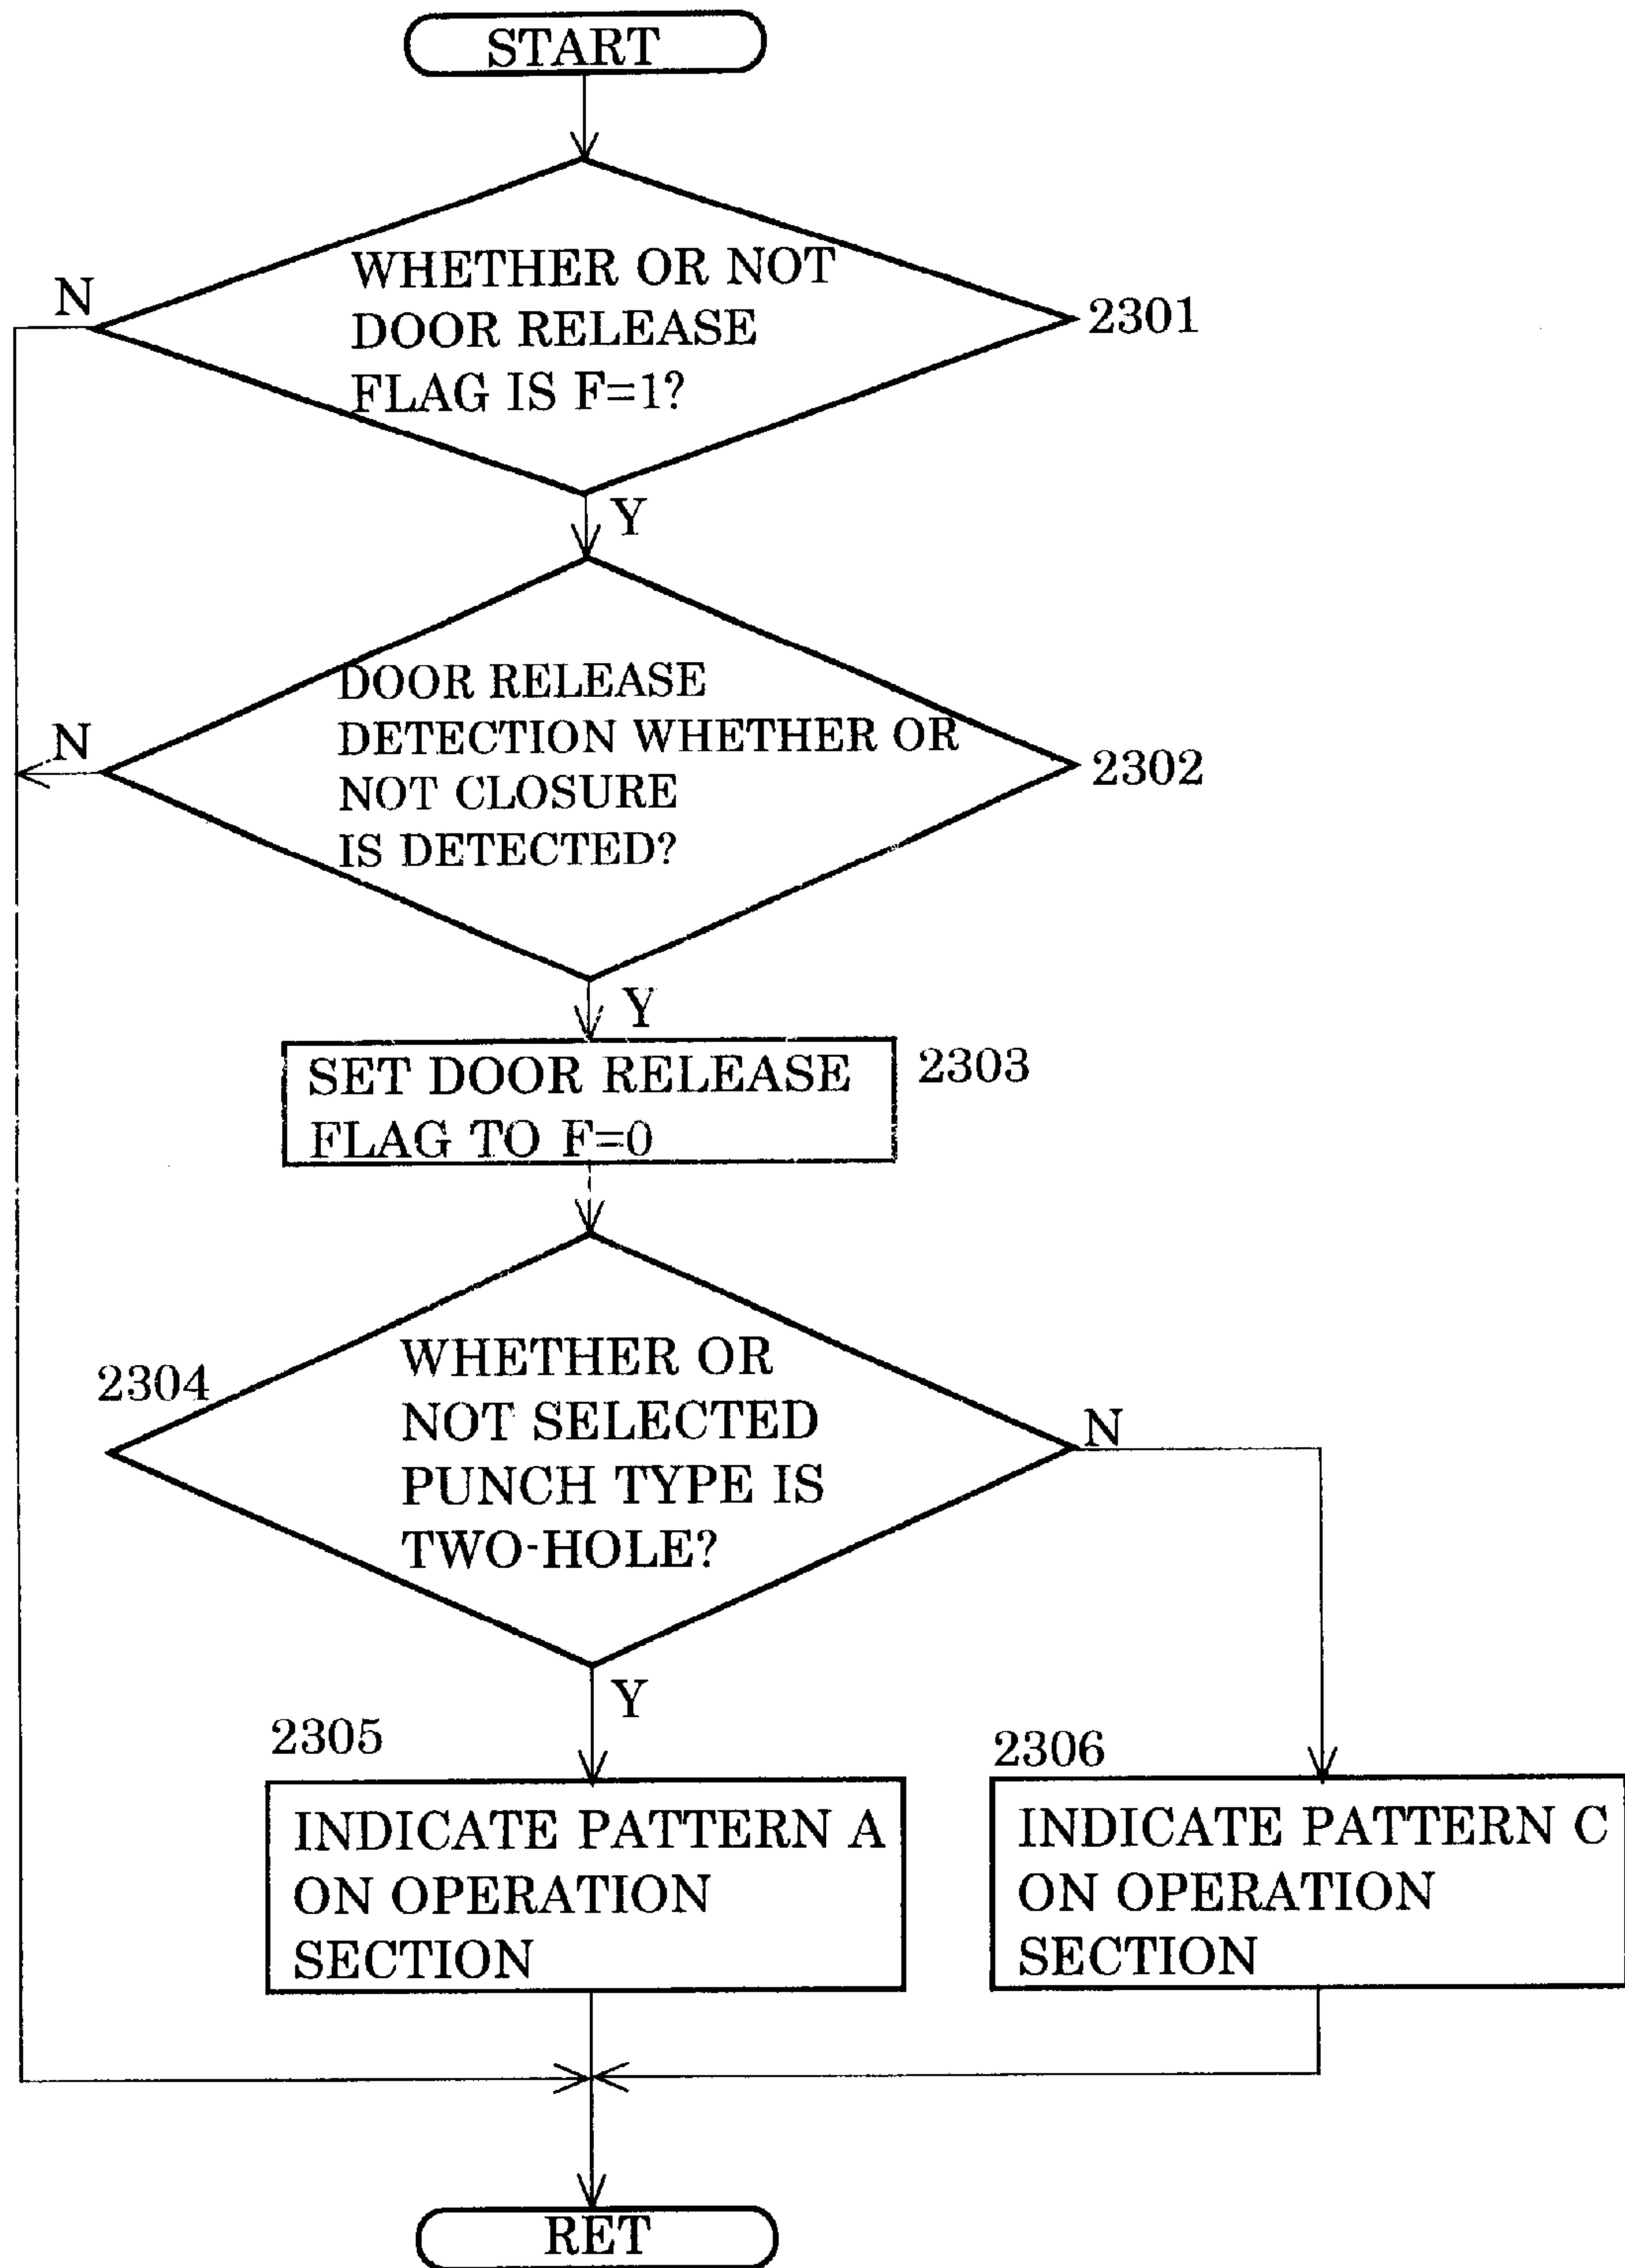 START
WHETHER OR NOT
DOOR RELEASE
FLAG IS F=1?
N
2301
Y
DOOR RELEASE
DETECTION WHETHER OR
NOT CLOSURE
IS DETECTED?
N
2302
Y
SET DOOR RELEASE
FLAG TO F=0
2303
WHETHER OR
NOT SELECTED
PUNCH TYPE IS
TWO-HOLE?
2304
N
Y
2305
INDICATE PATTERN A
ON OPERATION
SECTION
2306
INDICATE PATTERN C
ON OPERATION
SECTION
RET